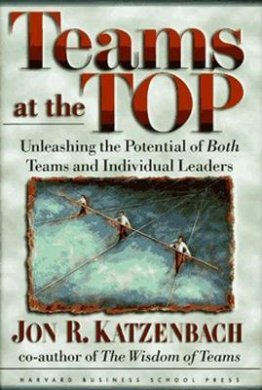 Teams
at the
TOP
Unleashing the Potential of Both
Teams and Individual Leaders
JON R. KATZENBACH
co-author of The Wisdom of Teams
HARVARD BUSINESS SCHOOL PRESS